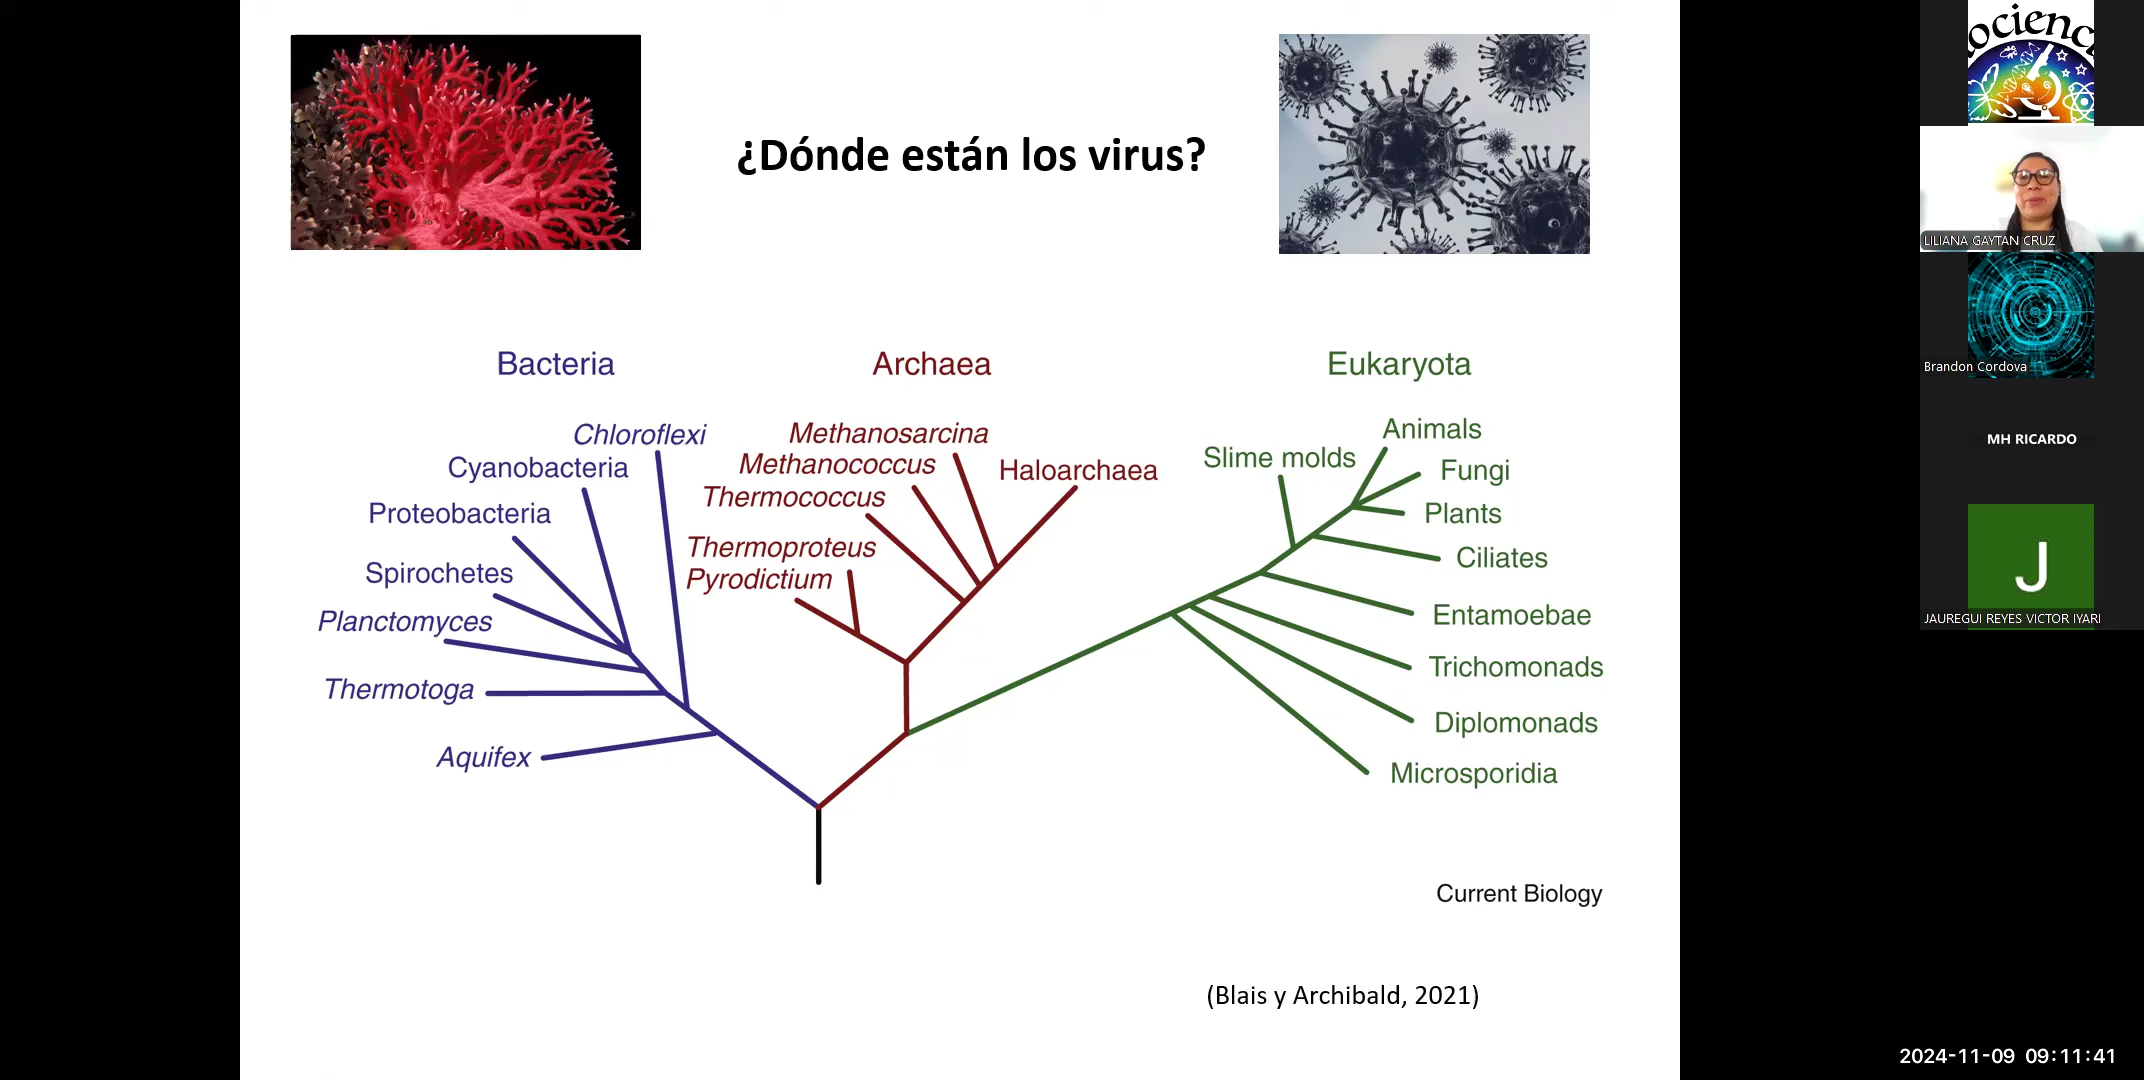 ¿Dónde están los virus?
Bacteria
Archaea
Eukaryota
Chloroflexi
Cyanobacteria
Proteobacteria
Spirochetes
Planctomyces
Thermotoga
Aquifex
Methanosarcina
Methanococcus
Thermococcus
Haloarchaea
Thermoproteus
Pyrodictium
Slime molds
Animals
Fungi
Plants
Ciliates
Entamoebae
Trichomonads
Diplomonads
Microsporidia
Current Biology
(Blais y Archibald, 2021)
LILIANA GAYTAN CRUZ
Brandon Cordova
MH RICARDO
J
JAUREGUI REYES VICTOR IYARI
2024-11-09 09:11:41